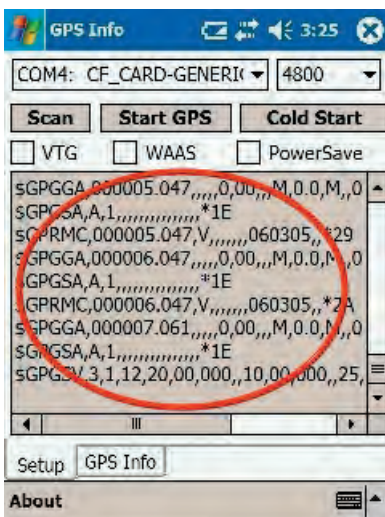 GPS Info 3:25
COM4: CF_CARD-GENERI 4800
Scan Start GPS Cold Start
VTG WAAS PowerSave
$GPGGA,000005.047,,,,,0,00,,,M,0.0,M,,0
$GPGSA,A,1,,,,,,,,,,,,,,,*1E
$GPRMC,000005.047,V,,,,,,,060305,,*29
$GPGGA,000006.047,,,,,0,00,,,M,0.0,M,,0
$GPGSA,A,1,,,,,,,,,,,,,,,*1E
$GPRMC,000006.047,V,,,,,,,060305,,*2A
$GPGGA,000007.061,,,,,0,00,,,M,0.0,M,,0
$GPGSA,A,1,,,,,,,,,,,,,,,*1E
$GPGSV,3,1,12,20,00,000,,10,00,000,,25,
Setup GPS Info
About